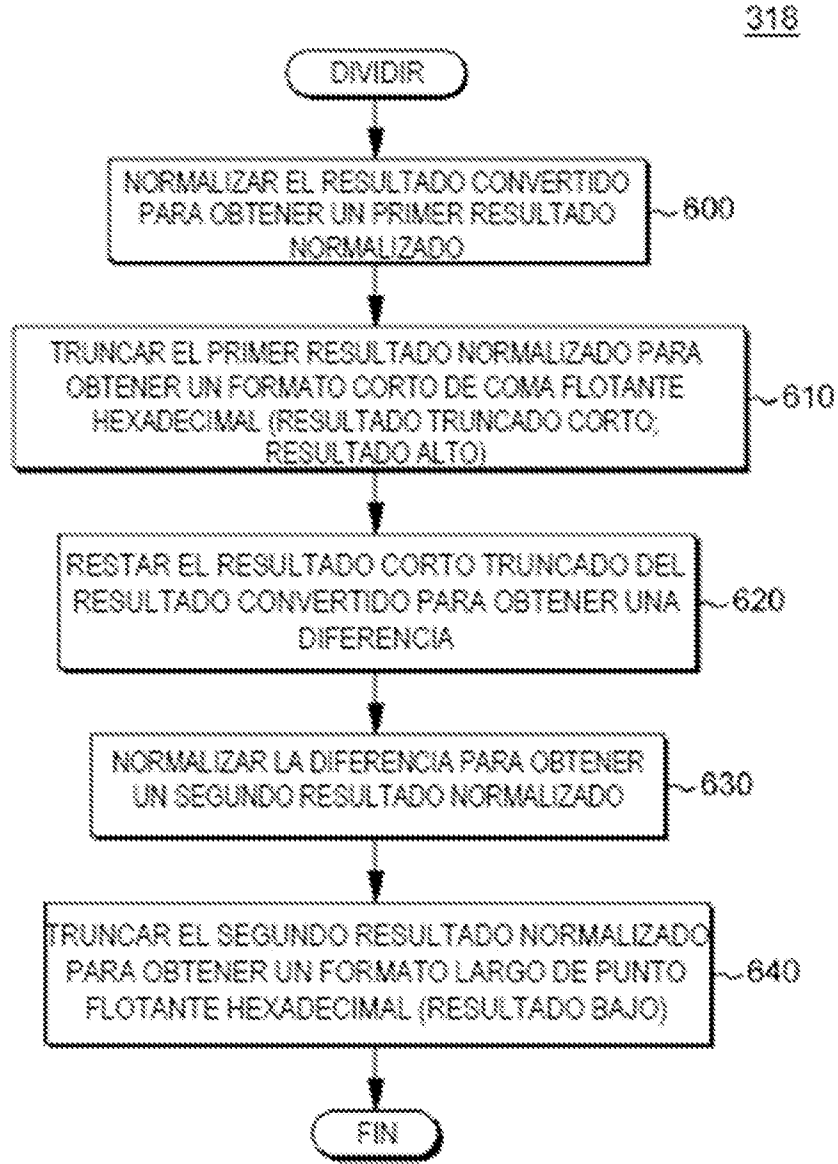 318
DIVIDIR
NORMALIZAR EL RESULTADO CONVERTIDO
PARA OBTENER UN PRIMER RESULTADO
NORMALIZADO
600
TRUNCAR EL PRIMER RESULTADO NORMALIZADO PARA
OBTENER UN FORMATO CORTO DE COMA FLOTANTE
HEXADECIMAL (RESULTADO TRUNCADO CORTO;
RESULTADO ALTO)
610
RESTAR EL RESULTADO CORTO TRUNCADO DEL
RESULTADO CONVERTIDO PARA OBTENER UNA
DIFERENCIA
620
NORMALIZAR LA DIFERENCIA PARA OBTENER
UN SEGUNDO RESULTADO NORMALIZADO
630
TRUNCAR EL SEGUNDO RESULTADO NORMALIZADO
PARA OBTENER UN FORMATO LARGO DE PUNTO
FLOTANTE HEXADECIMAL (RESULTADO BAJO)
640
FIN